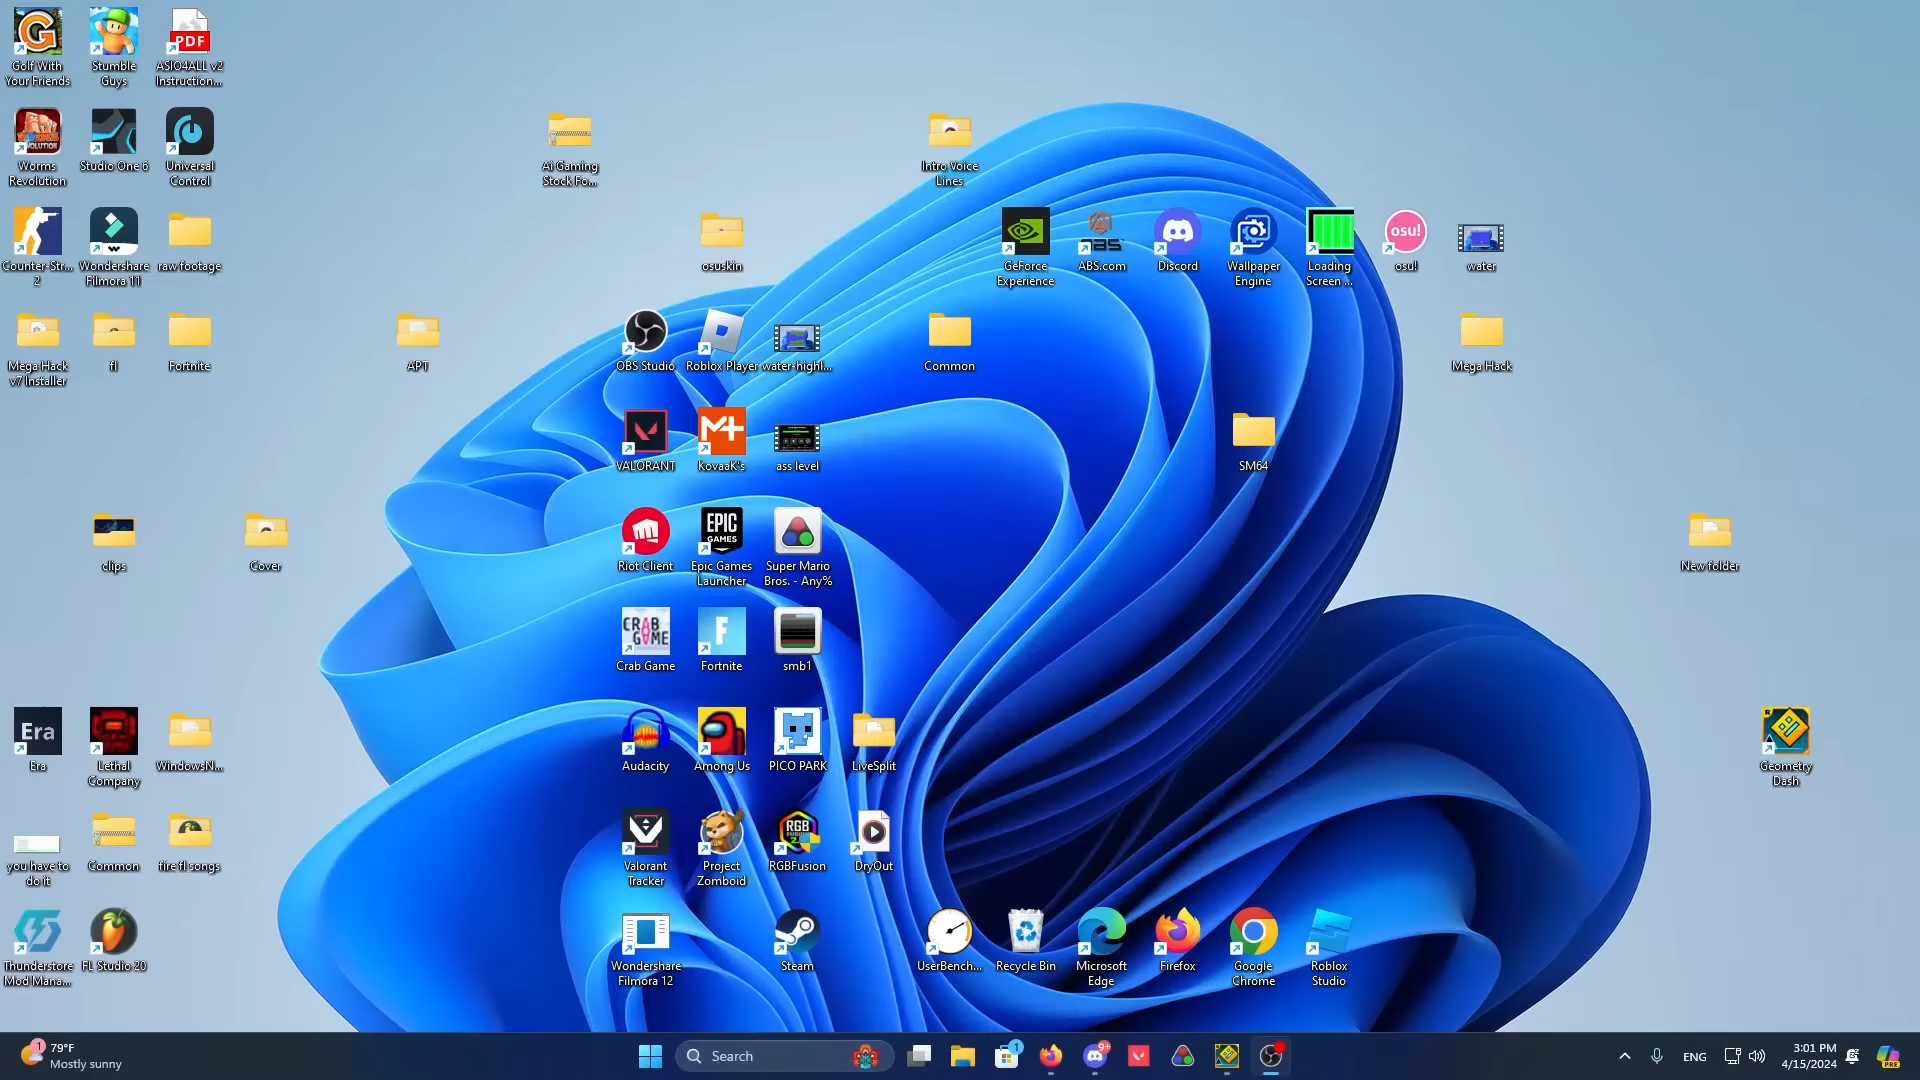 Golf With
Your Friends
Stumble
Guys
PDF
ASIO4ALL v2
Instruction...
Worms
Revolution
Studio One 6
Universal
Control
Ai Gaming
Stock Fo...
Intro Voice
Lines
Counter-Str...
2
Wondershare
Filmora 11
raw footage
osuskin
GeForce
Experience
ABS
ABS.com
Discord
Wallpaper
Engine
Loading
Screen ...
osu!
osu!
water
Mega Hack
v7 Installer
fl
Fortnite
APT
OBS Studio
Roblox Player
water-highl...
Common
Mega Hack
VALORANT
KovaaK's
ass level
SM64
clips
Cover
Riot Client
EPIC
GAMES
Epic Games
Launcher
Super Mario
Bros. - Any%
New folder
CRAB
GAME
Crab Game
F
Fortnite
smb1
Era
Era
Lethal
Company
WindowsN...
Audacity
Among Us
PICO PARK
LiveSplit
Geometry
Dash
you have to
do it
Common
fire fl songs
Valorant
Tracker
Project
Zomboid
RGB
RGBFusion
DryOut
Thunderstore
Mod Mana...
FL Studio 20
Wondershare
Filmora 12
Steam
UserBench...
Recycle Bin
Microsoft
Edge
Firefox
Google
Chrome
Roblox
Studio
1
79°F
Mostly sunny
Search
1
9+
ENG
3:01 PM
4/15/2024
PRE